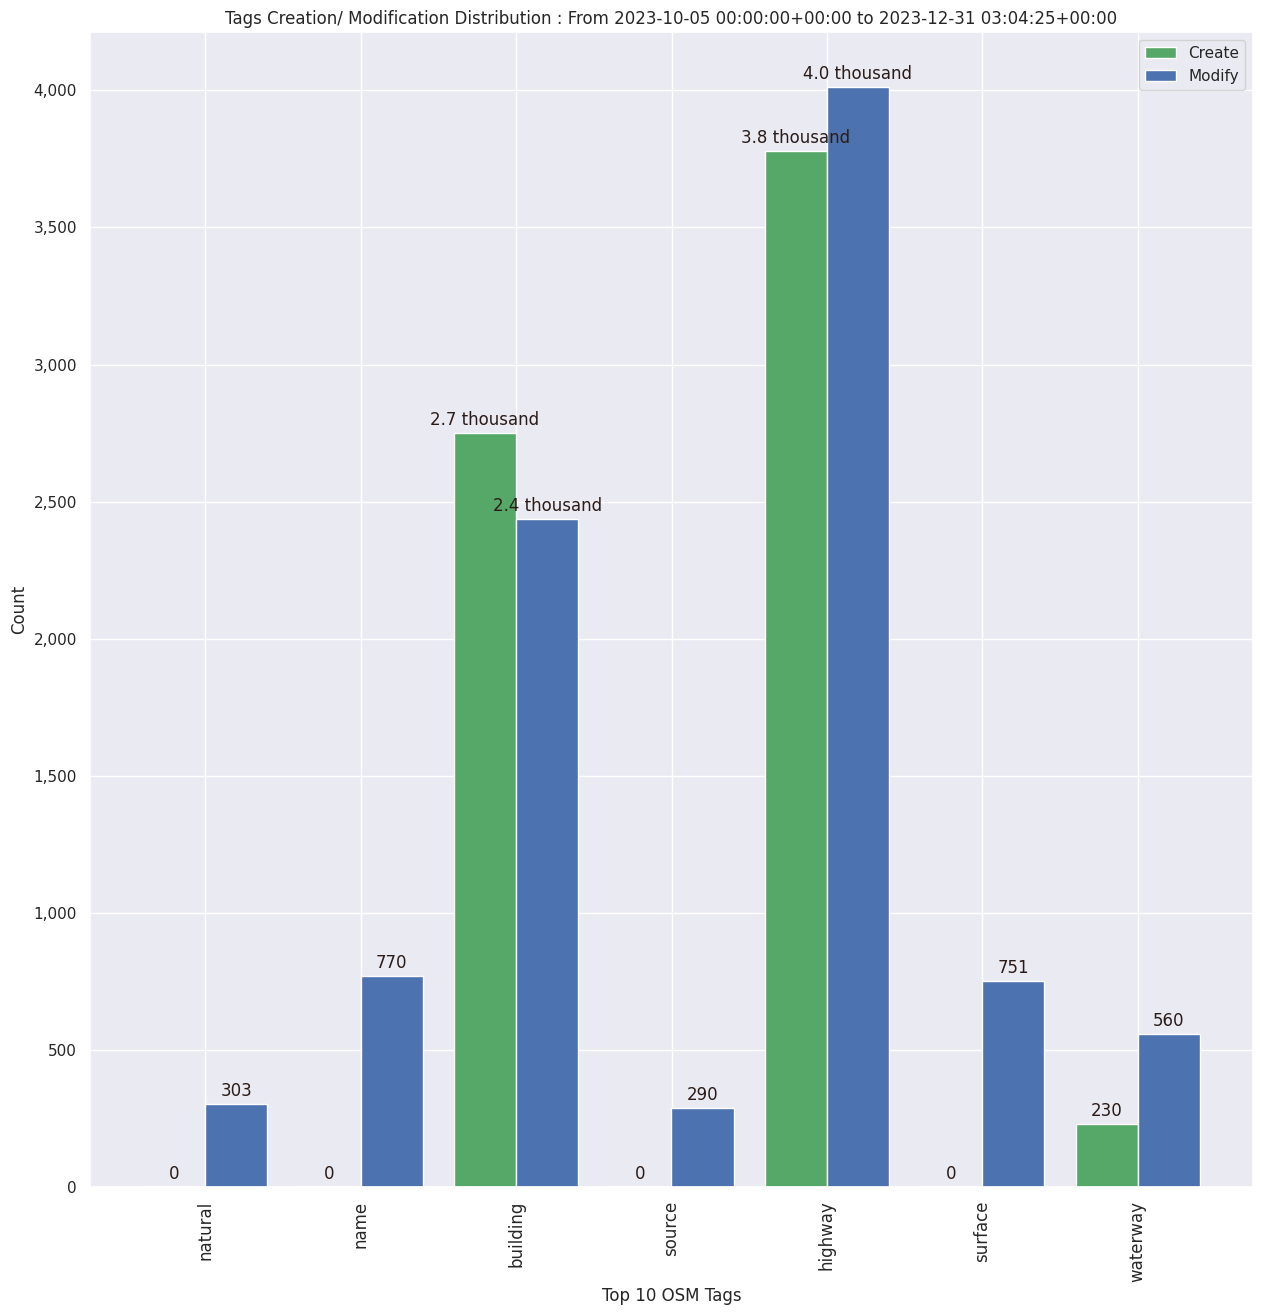 Tags Creation/ Modification Distribution : From 2023-10-05 00:00:00+00:00 to 2023-12-31 03:04:25+00:00
Create
Modify
4.0 thousand
3.8 thousand
2.7 thousand
2.4 thousand
770
751
560
303
290
230
0
0
0
0
4,000
3,500
3,000
2,500
2,000
1,500
1,000
500
0
Count
natural
name
building
source
highway
surface
waterway
Top 10 OSM Tags